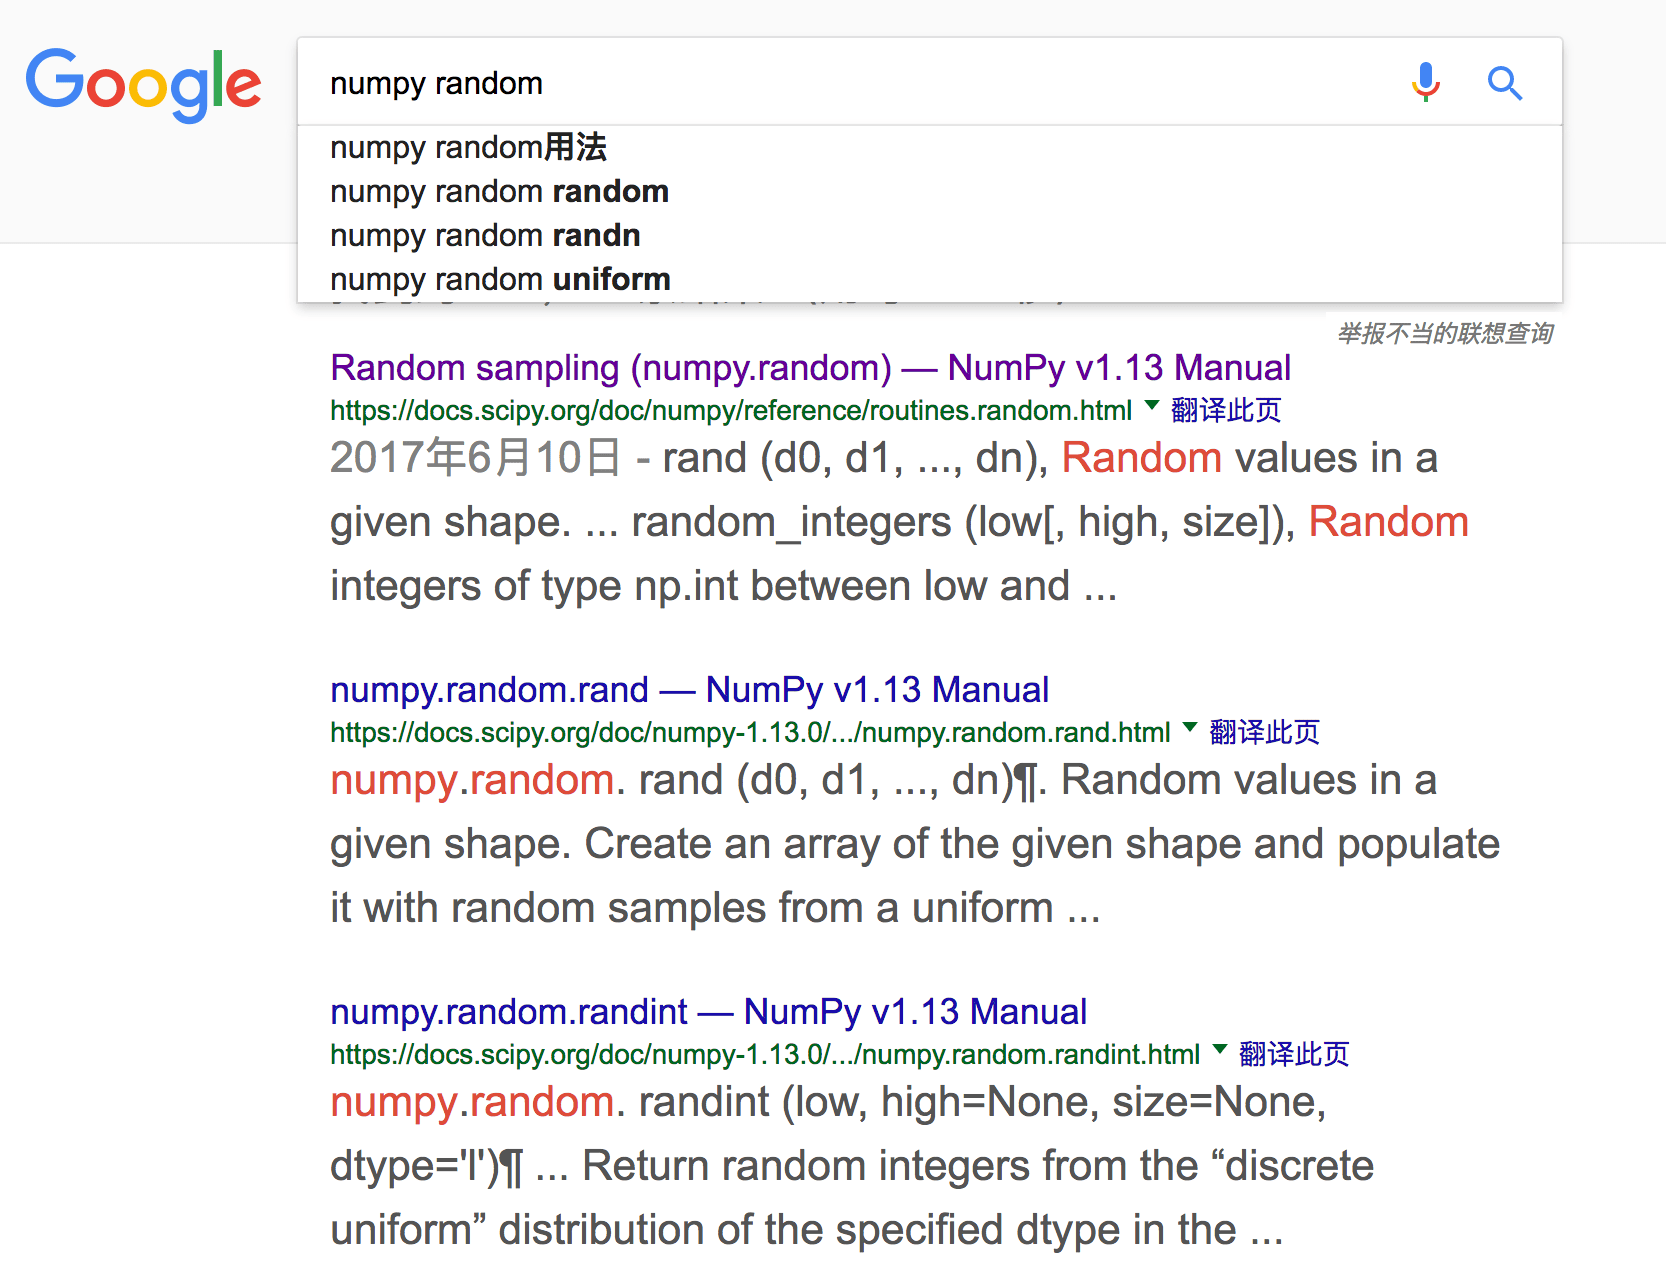 Google
numpy random
numpy random用法
numpy random random
numpy random randn
numpy random uniform
举报不当的联想查询
Random sampling (numpy.random) — NumPy v1.13 Manual
https://docs.scipy.org/doc/numpy/reference/routines.random.html 翻译此页
2017年6月10日 - rand (d0, d1, ..., dn), Random values in a
given shape. ... random_integers (low[, high, size]), Random
integers of type np.int between low and ...
numpy.random.rand — NumPy v1.13 Manual
https://docs.scipy.org/doc/numpy-1.13.0/.../numpy.random.rand.html 翻译此页
numpy.random. rand (d0, d1, ..., dn)¶. Random values in a
given shape. Create an array of the given shape and populate
it with random samples from a uniform ...
numpy.random.randint — NumPy v1.13 Manual
https://docs.scipy.org/doc/numpy-1.13.0/.../numpy.random.randint.html 翻译此页
numpy.random. randint (low, high=None, size=None,
dtype='l')¶ ... Return random integers from the “discrete
uniform” distribution of the specified dtype in the ...